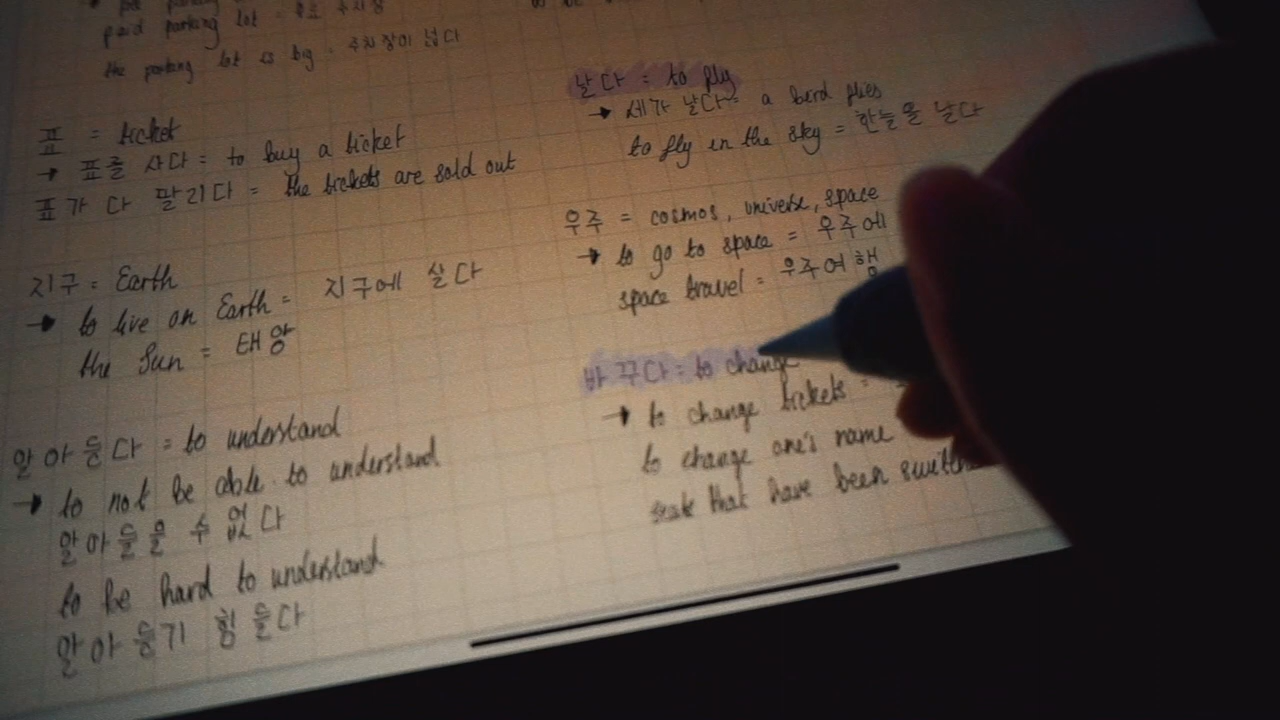 paid parking lot = 유료 주차장
the parking lot is big = 주차장이 넓다
표 = ticket
→ 표를 사다 = to buy a ticket
표가 다 팔리다 = the tickets are sold out
지구 = Earth
→ to live on Earth = 지구에 살다
the Sun = 태양
알아듣다 = to understand
→ to not be able to understand
알아들을 수 없다
to be hard to understand
알아듣기 힘들다
날다 = to fly
→ 세가 날다 = a bird flies
to fly in the sky = 한늘을 날다
우주 = cosmos, universe, space
→ to go to space = 우주에
space travel = 우주여행
바꾸다 = to change
→ to change tickets =
to change one's name
that have been